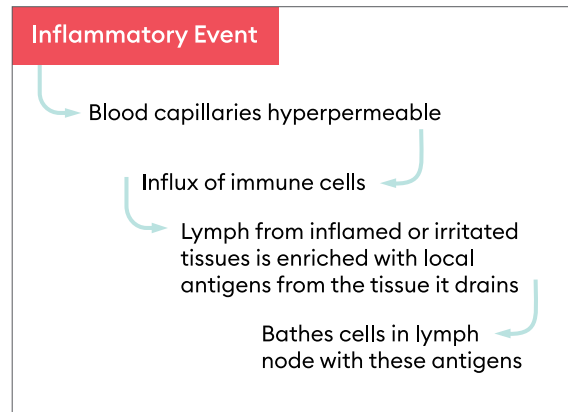 Inflammatory Event
Blood capillaries hyperpermeable
Influx of immune cells
Lymph from inflamed or irritated
tissues is enriched with local
antigens from the tissue it drains
Bathes cells in lymph
node with these antigens